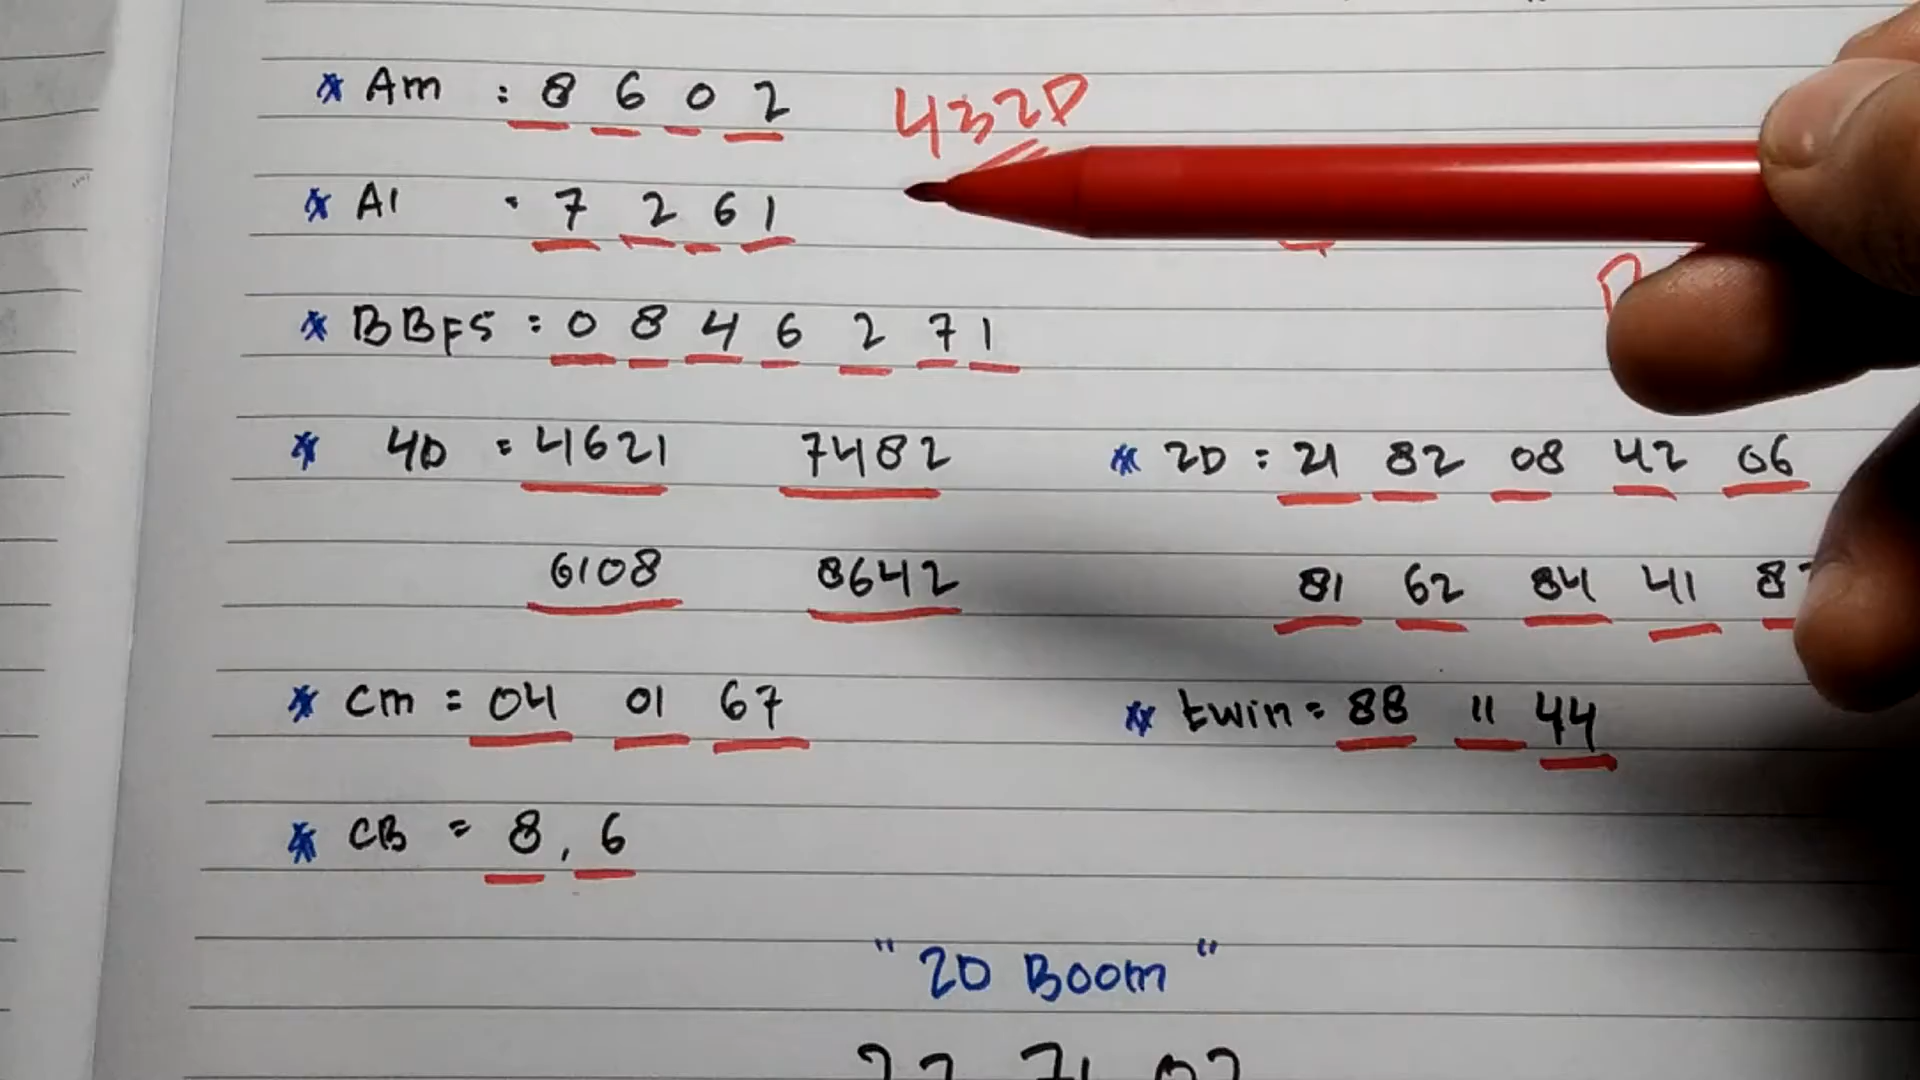 * Am : 8 6 0 2 432D
* AI : 7 2 6 1
* BBFS : 0 8 4 6 2 7 1
* 4D = 4621 7482 * 2D : 21 82 08 42 06
6108 8642 81 62 84 41
* cm = 04 01 67 * twin = 88 11 44
* CB = 8, 6
"2D Boom"